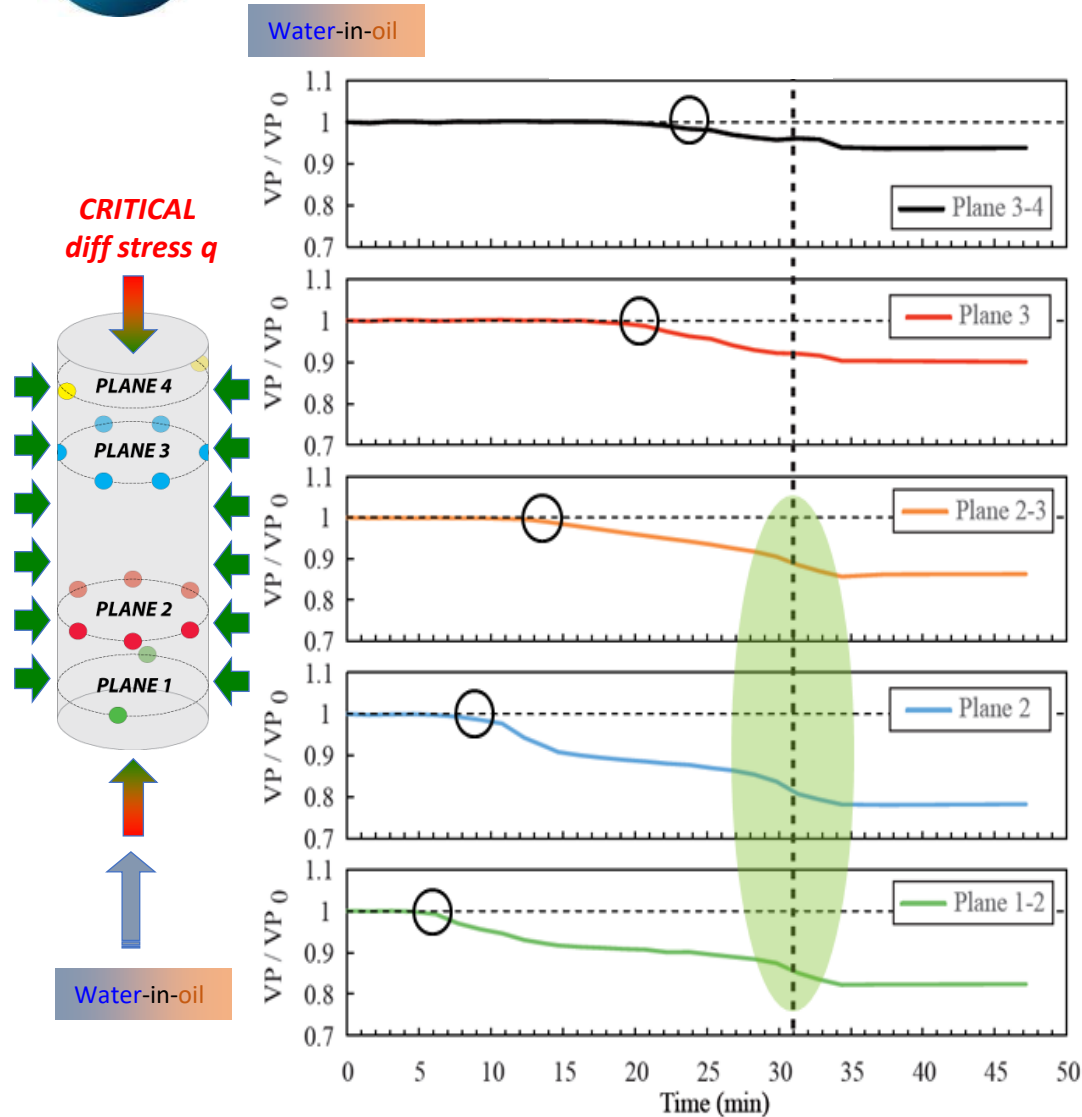 Water-in-oil
CRITICAL
diff stress q
PLANE 4
PLANE 3
PLANE 2
PLANE 1
Water-in-oil
VP / VP 0
1.1
1
0.9
0.8
0.7
Plane 3-4
VP / VP 0
1.1
1
0.9
0.8
0.7
Plane 3
VP / VP 0
1.1
1
0.9
0.8
0.7
Plane 2-3
VP / VP 0
1.1
1
0.9
0.8
0.7
Plane 2
VP / VP 0
1.1
1
0.9
0.8
0.7
Plane 1-2
0 5 10 15 20 25 30 35 40 45 50
Time (min)